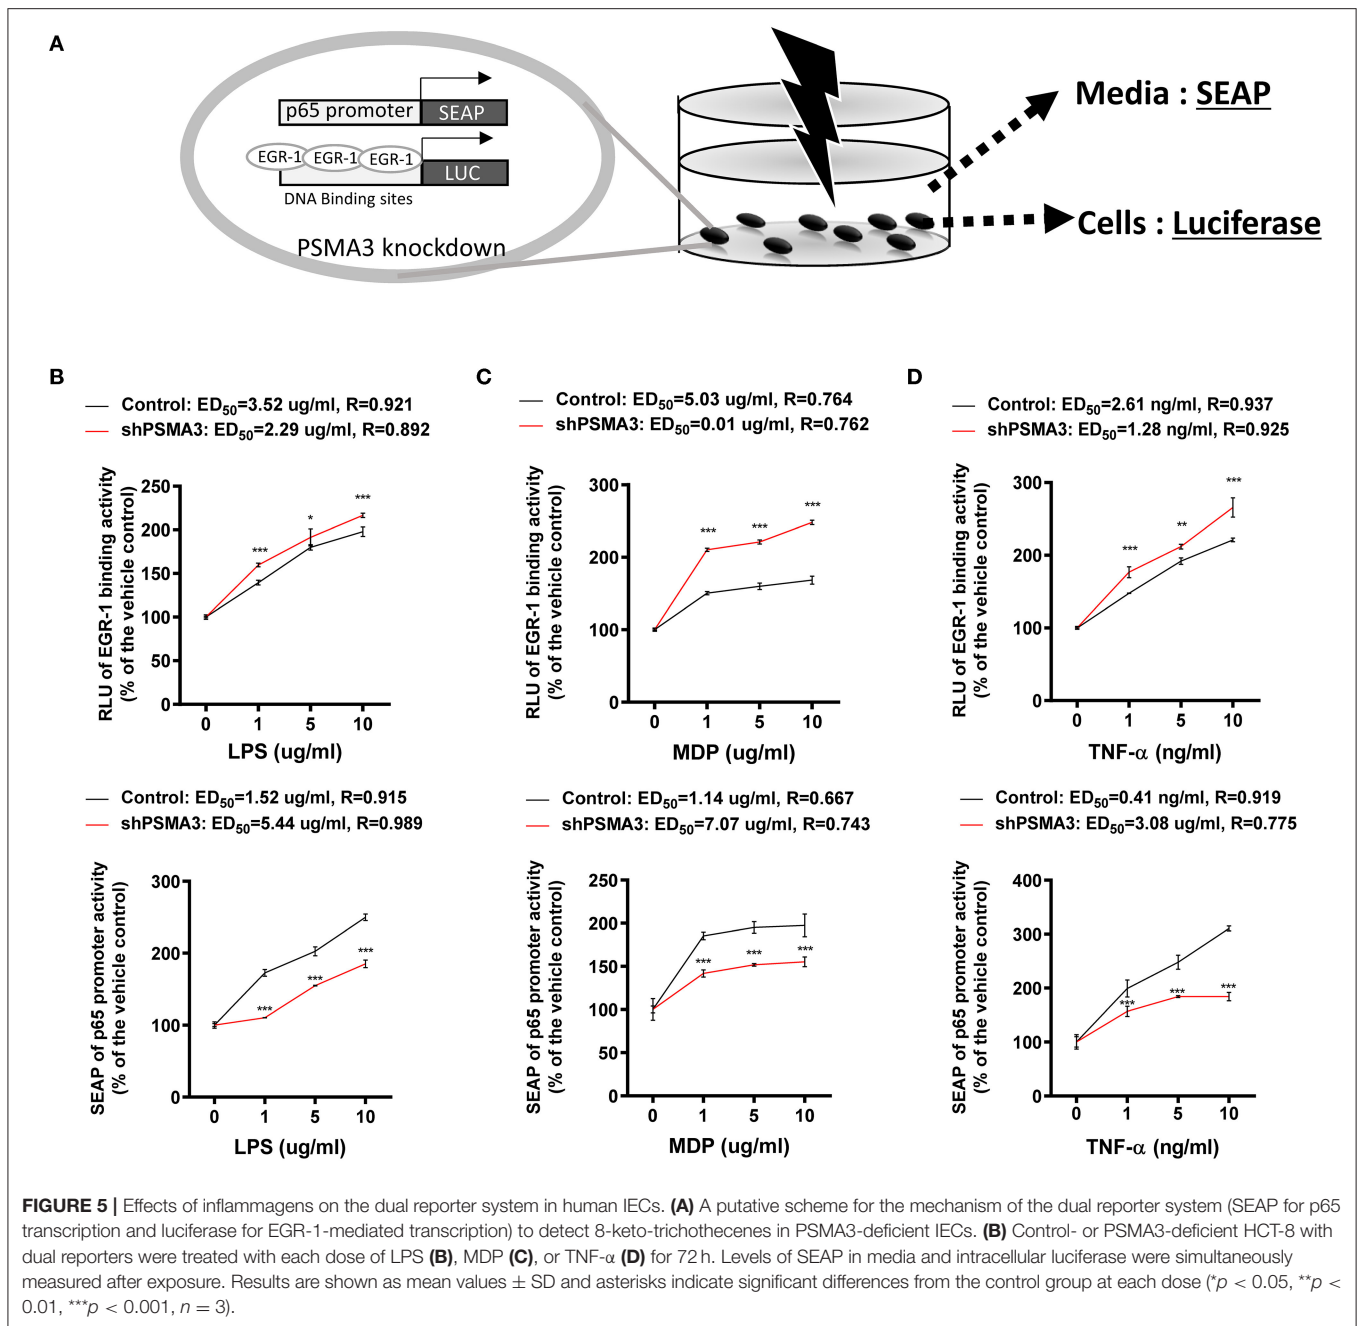 A
p65 promoter SEAP
EGR-1 EGR-1 EGR-1
LUC
DNA Binding sites
PSMA3 knockdown
Media : SEAP
Cells : Luciferase
B
Control: ED50=3.52 ug/ml, R=0.921
shPSMA3: ED50=2.29 ug/ml, R=0.892
RLU of EGR-1 binding activity
(% of the vehicle control)
250
200
150
100
50
0
***
*
***
0 1 5 10
LPS (ug/ml)
Control: ED50=1.52 ug/ml, R=0.915
shPSMA3: ED50=5.44 ug/ml, R=0.989
SEAP of p65 promoter activity
(% of the vehicle control)
300
200
100
0
***
***
***
0 1 5 10
LPS (ug/ml)
C
Control: ED50=5.03 ug/ml, R=0.764
shPSMA3: ED50=0.01 ug/ml, R=0.762
RLU of EGR-1 binding activity
(% of the vehicle control)
300
200
100
0
***
***
***
0 1 5 10
MDP (ug/ml)
Control: ED50=1.14 ug/ml, R=0.667
shPSMA3: ED50=7.07 ug/ml, R=0.743
SEAP of p65 promoter activity
(% of the vehicle control)
250
200
150
100
50
0
***
***
***
0 1 5 10
MDP (ug/ml)
D
Control: ED50=2.61 ng/ml, R=0.937
shPSMA3: ED50=1.28 ng/ml, R=0.925
RLU of EGR-1 binding activity
(% of the vehicle control)
300
200
100
0
***
**
***
0 1 5 10
TNF-α (ng/ml)
Control: ED50=0.41 ng/ml, R=0.919
shPSMA3: ED50=3.08 ng/ml, R=0.775
SEAP of p65 promoter activity
(% of the vehicle control)
400
300
200
100
0
***
***
***
0 1 5 10
TNF-α (ng/ml)
FIGURE 5 | Effects of inflammagens on the dual reporter system in human IECs. (A) A putative scheme for the mechanism of the dual reporter system (SEAP for p65
transcription and luciferase for EGR-1-mediated transcription) to detect 8-keto-trichothecenes in PSMA3-deficient IECs. (B) Control- or PSMA3-deficient HCT-8 with
dual reporters were treated with each dose of LPS (B), MDP (C), or TNF-α (D) for 72 h. Levels of SEAP in media and intracellular luciferase were simultaneously
measured after exposure. Results are shown as mean values ± SD and asterisks indicate significant differences from the control group at each dose (*p < 0.05, **p <
0.01, ***p < 0.001, n = 3).